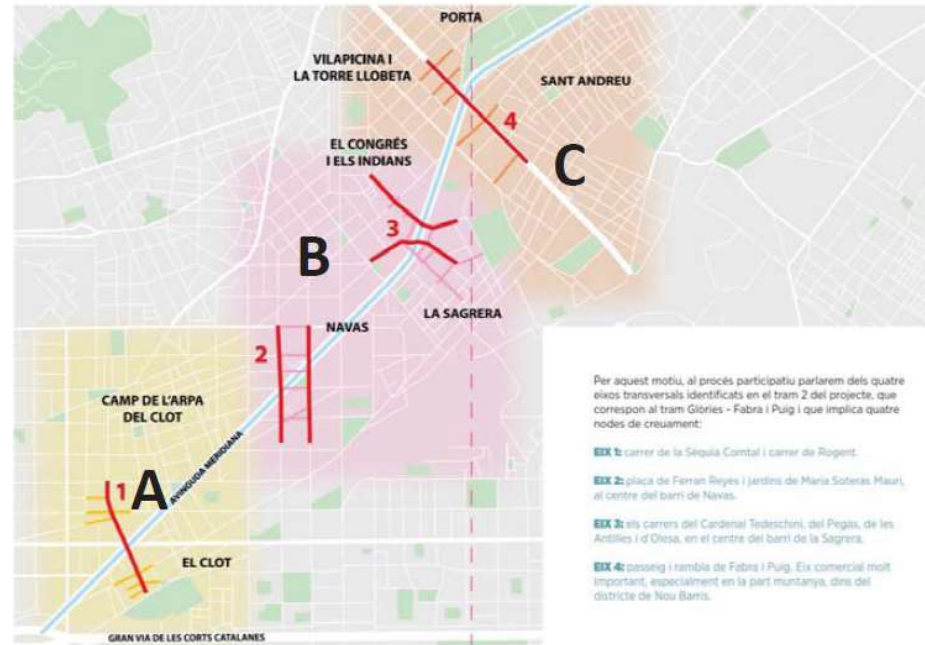 PORTA
VILAPICINA I
LA TORRE LLOBETA
SANT ANDREU
4
EL CONGRÉS
I ELS INDIANS
C
3
B
LA SAGRERA
NAVAS
2
CAMP DE L'ARPA
DEL CLOT
AVINGUDA MERIDIANA
1
A
EL CLOT
GRAN VIA DE LES CORTS CATALANES
Per aquest motiu, al procés participatiu parlarem dels quatre
eixos transversals identificats en el tram 2 del projecte, que
correspon al tram Glòries - Fabra i Puig i que implica quatre
nodes de creuament:
EIX 1: carrer de la Sèquia Comtal i carrer de Rogent.
EIX 2: plaça de Ferran Reyes i jardins de Maria Soteras Mauri,
al centre del barri de Navas.
EIX 3: els carrers del Cardenal Tedeschini, del Pegàs, de les
Antilles i d'Olesa, en el centre del barri de la Sagrera.
EIX 4: passeig i rambla de Fabra i Puig. Eix comercial molt
important, especialment en la part muntanya, dins del
districte de Nou Barris.